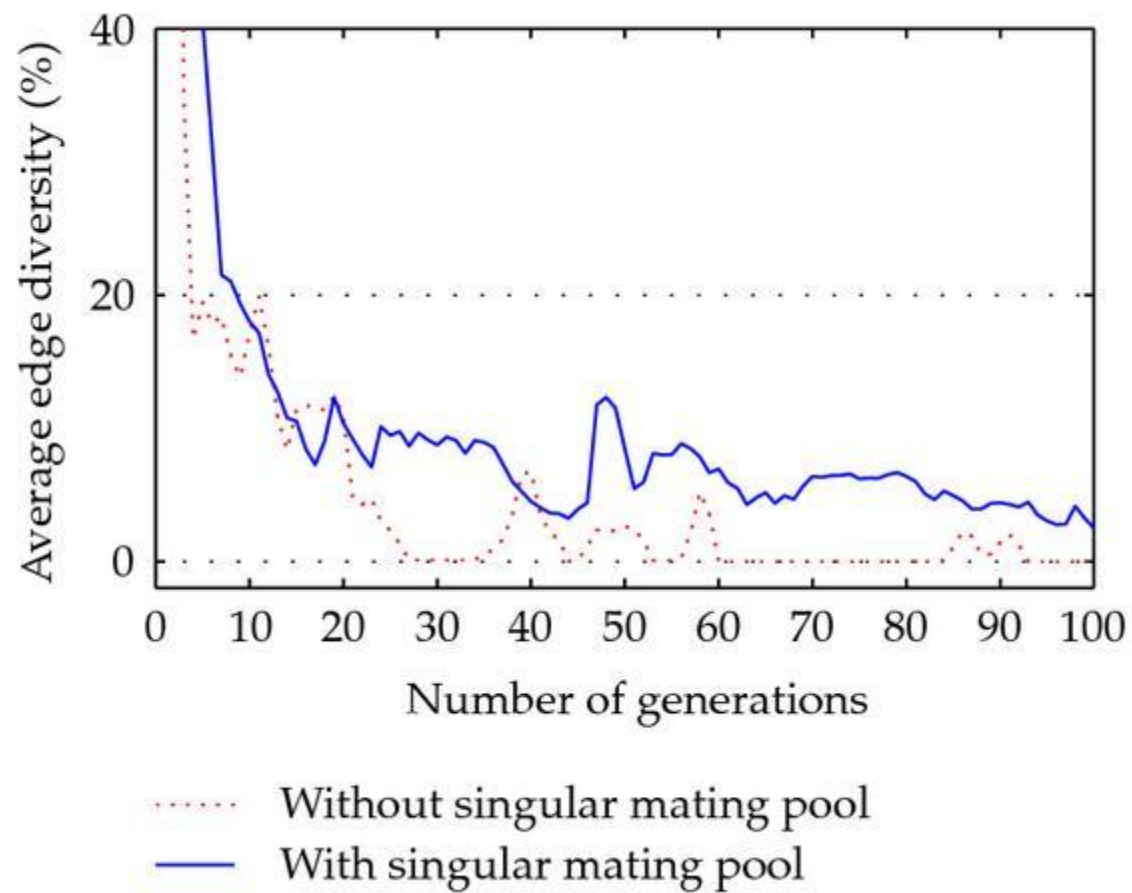 Average edge diversity (%)
40
20
0
0 10 20 30 40 50 60 70 80 90 100
Number of generations
Without singular mating pool
With singular mating pool